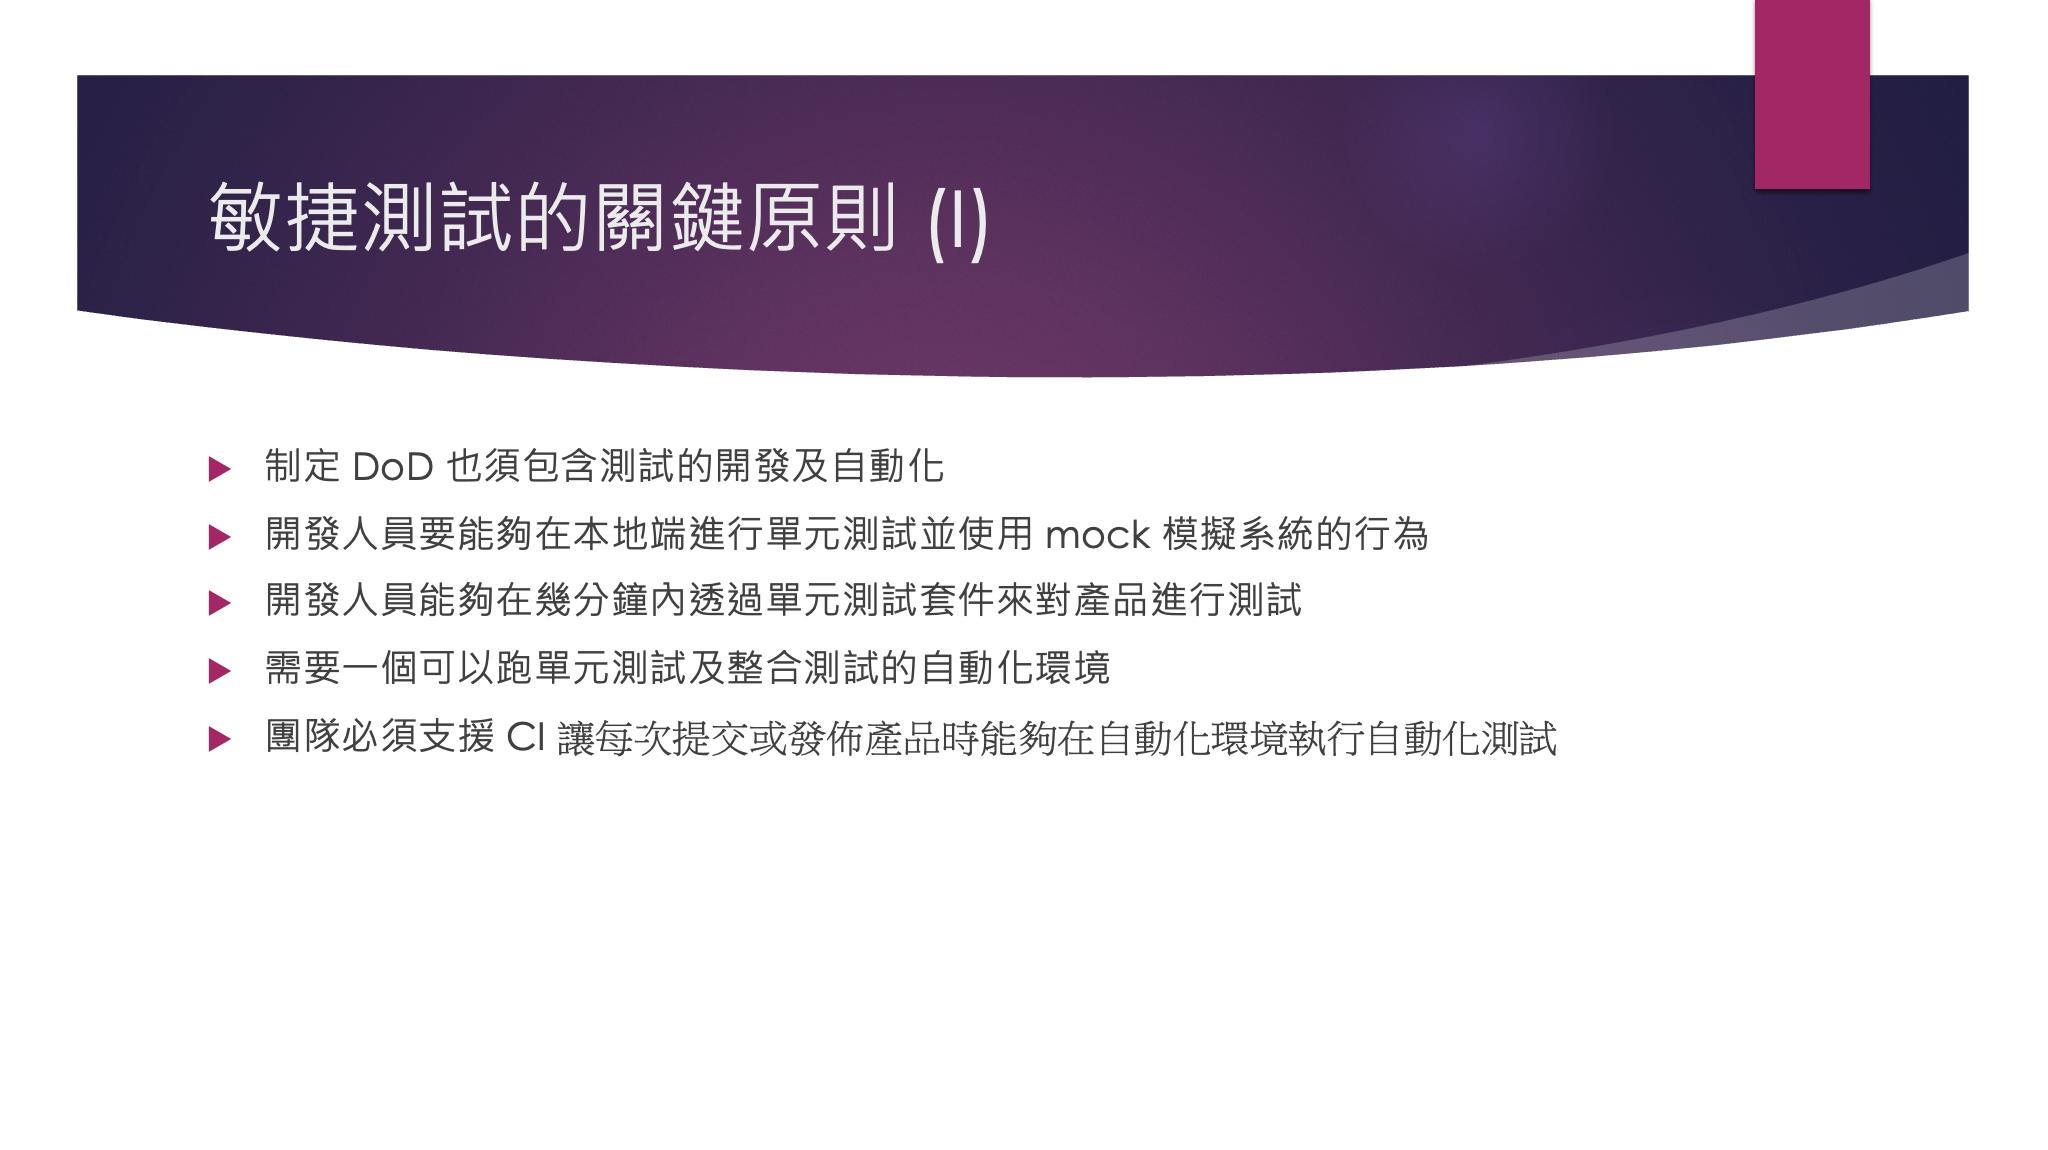 敏捷測試的關鍵原則 (I)
制定 DoD 也須包含測試的開發及自動化
開發人員要能夠在本地端進行單元測試並使用 mock 模擬系統的行為
開發人員能夠在幾分鐘內透過單元測試套件來對產品進行測試
需要一個可以跑單元測試及整合測試的自動化環境
團隊必須支援 CI 讓每次提交或發佈產品時能夠在自動化環境執行自動化測試